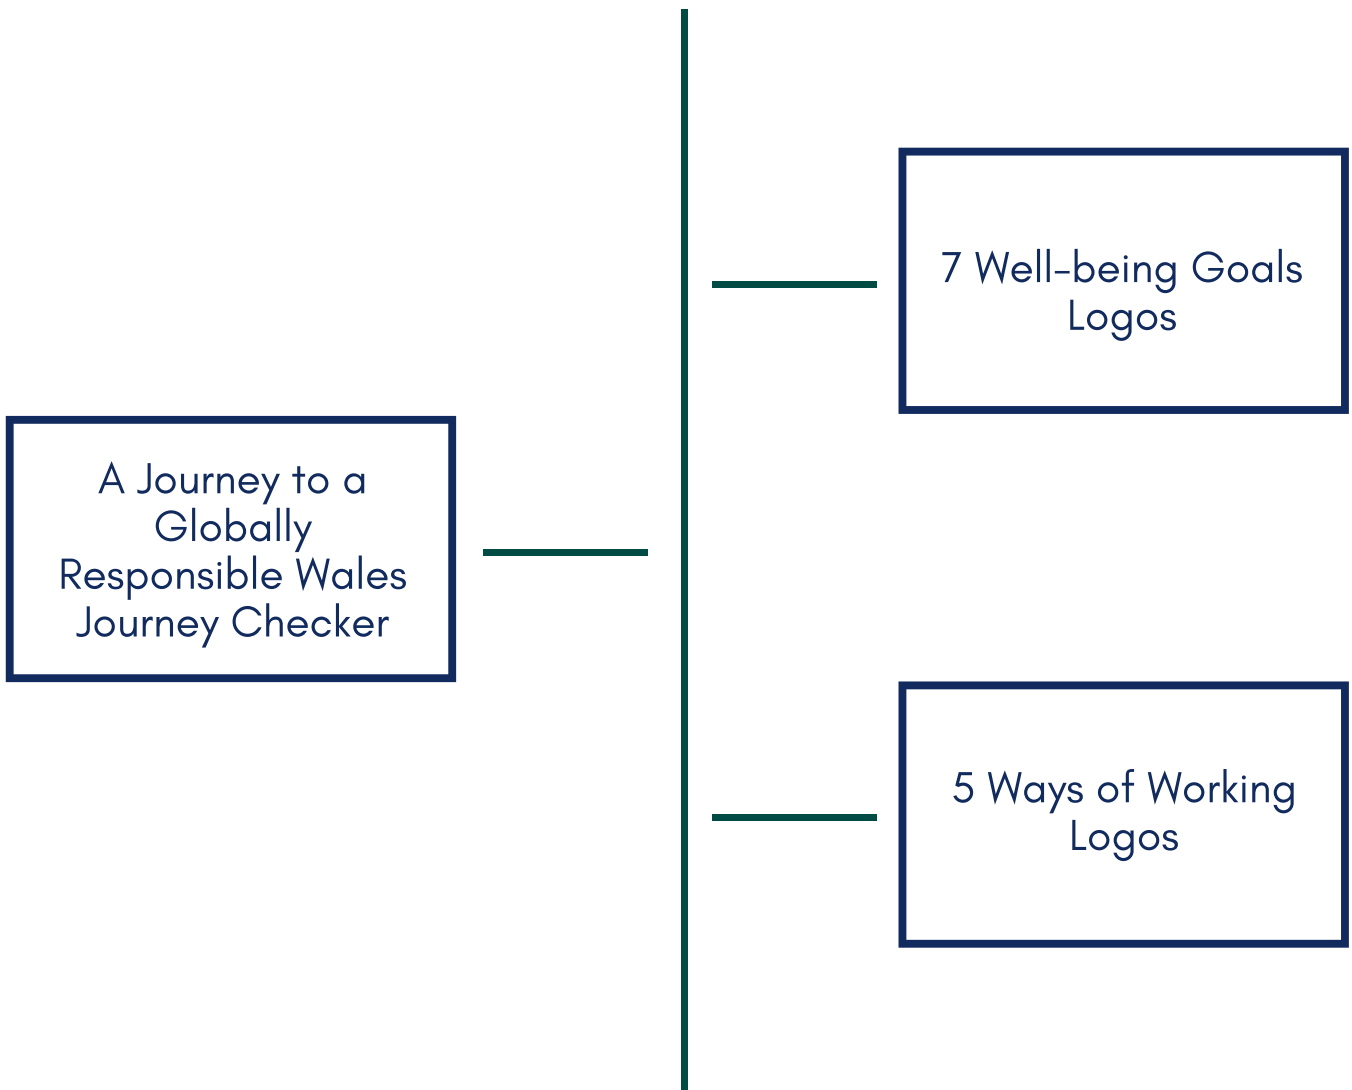 7 Well-being Goals
Logos
A Journey to a
Globally
Responsible Wales
Journey Checker
5 Ways of Working
Logos